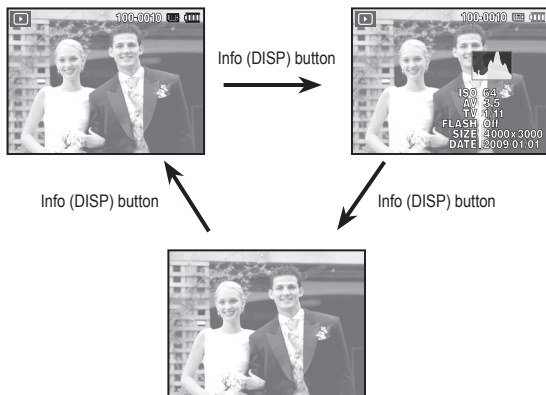 100-0010
100-0010
Info (DISP) button
ISO 64
AV 3.5
TV 1/11
FLASH Off
SIZE 4000x3000
DATE 2009/01/01
Info (DISP) button
Info (DISP) button